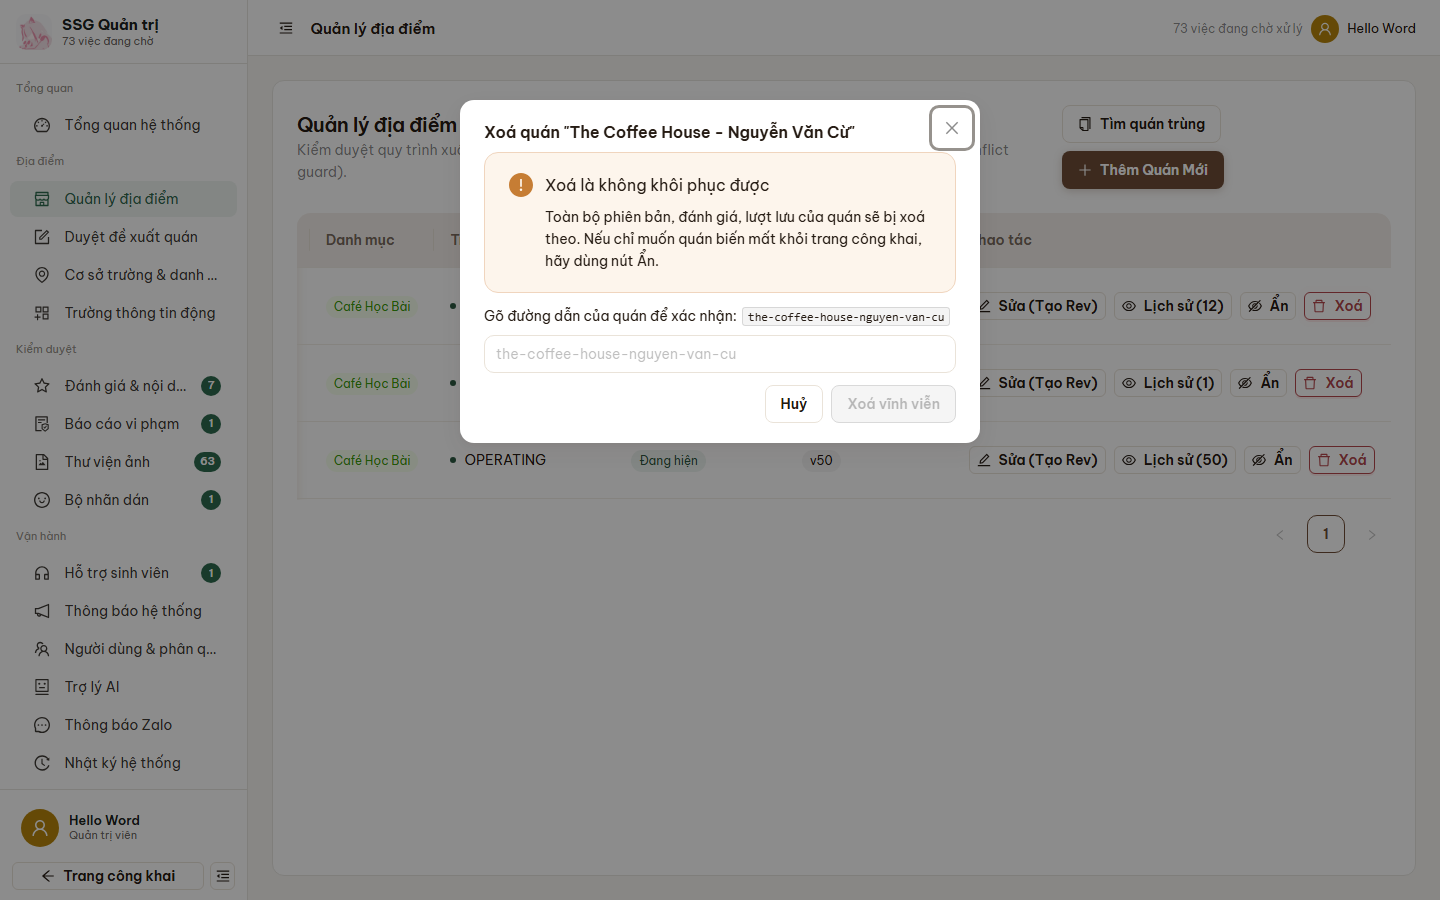 SSG Quản trị
73 việc đang chờ
Tổng quan
Tổng quan hệ thống
Địa điểm
Quản lý địa điểm
Duyệt đề xuất quán
Cơ sở trường & danh ...
Trường thông tin động
Kiểm duyệt
Đánh giá & nội d... 7
Báo cáo vi phạm 1
Thư viện ảnh 63
Bộ nhãn dán 1
Vận hành
Hỗ trợ sinh viên 1
Thông báo hệ thống
Người dùng & phân q...
Trợ lý AI
Thông báo Zalo
Nhật ký hệ thống
Hello Word
Quản trị viên
Trang công khai
Quản lý địa điểm
73 việc đang chờ xử lý
Hello Word
Quản lý địa điểm
Kiểm duyệt quy trình
guard).
Tìm quán trùng
Thêm Quán Mới
Xoá quán "The Coffee House - Nguyễn Văn Cừ"
Xoá là không khôi phục được
Toàn bộ phiên bản, đánh giá, lượt lưu của quán sẽ bị xoá
theo. Nếu chỉ muốn quán biến mất khỏi trang công khai,
hãy dùng nút Ẩn.
Gõ đường dẫn của quán để xác nhận: the-coffee-house-nguyen-van-cu
the-coffee-house-nguyen-van-cu
Huỷ
Xoá vĩnh viễn
Danh mục
Café Học Bài Sửa (Tạo Rev) Lịch sử (12) Ẩn Xoá
Café Học Bài Sửa (Tạo Rev) Lịch sử (1) Ẩn Xoá
Café Học Bài OPERATING Đang hiện v50 Sửa (Tạo Rev) Lịch sử (50) Ẩn Xoá
1